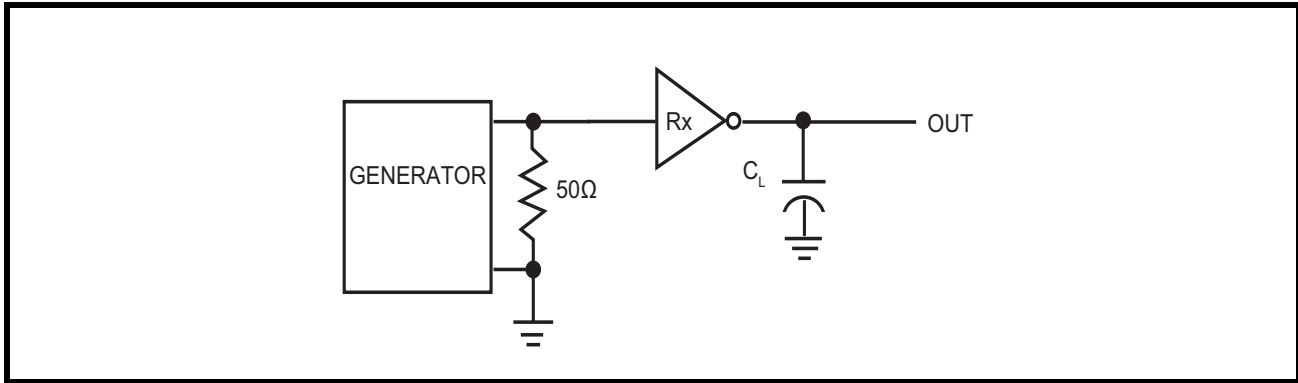 GENERATOR
50Ω
Rx
C_L
OUT